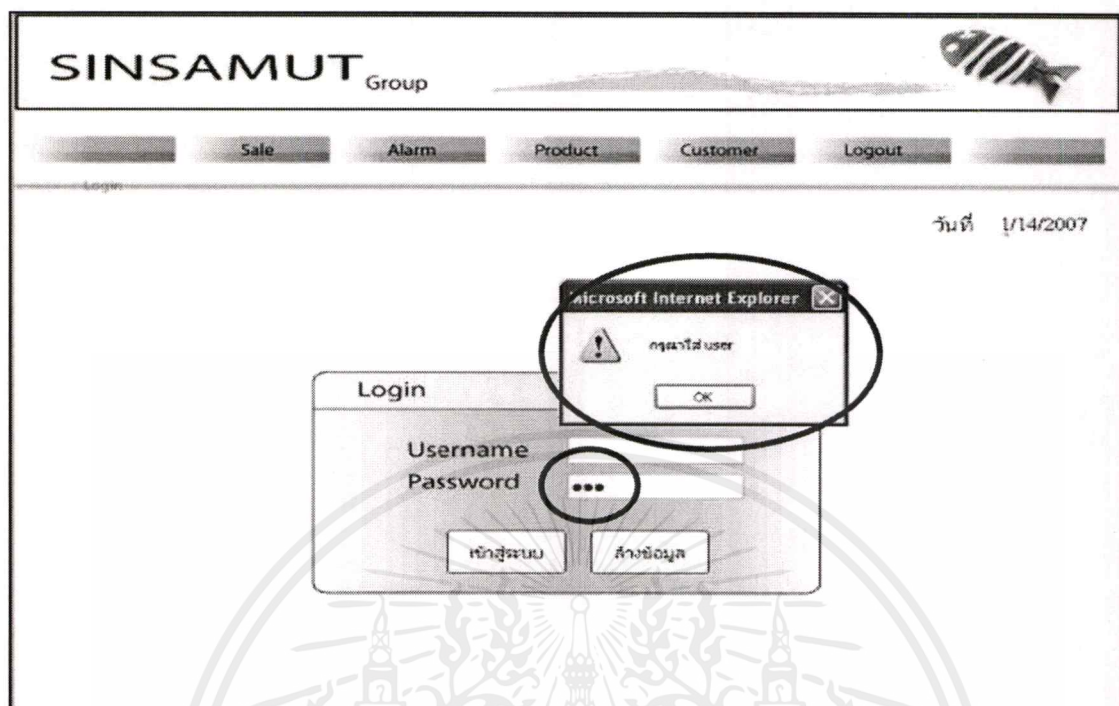 SINSAMUT Group
Sale Alarm Product Customer Logout
Login
วันที่ 1/14/2007
Microsoft Internet Explorer
กรุณาใส่ user
OK
Login
Username
Password •••
เข้าสู่ระบบ ล้างข้อมูล